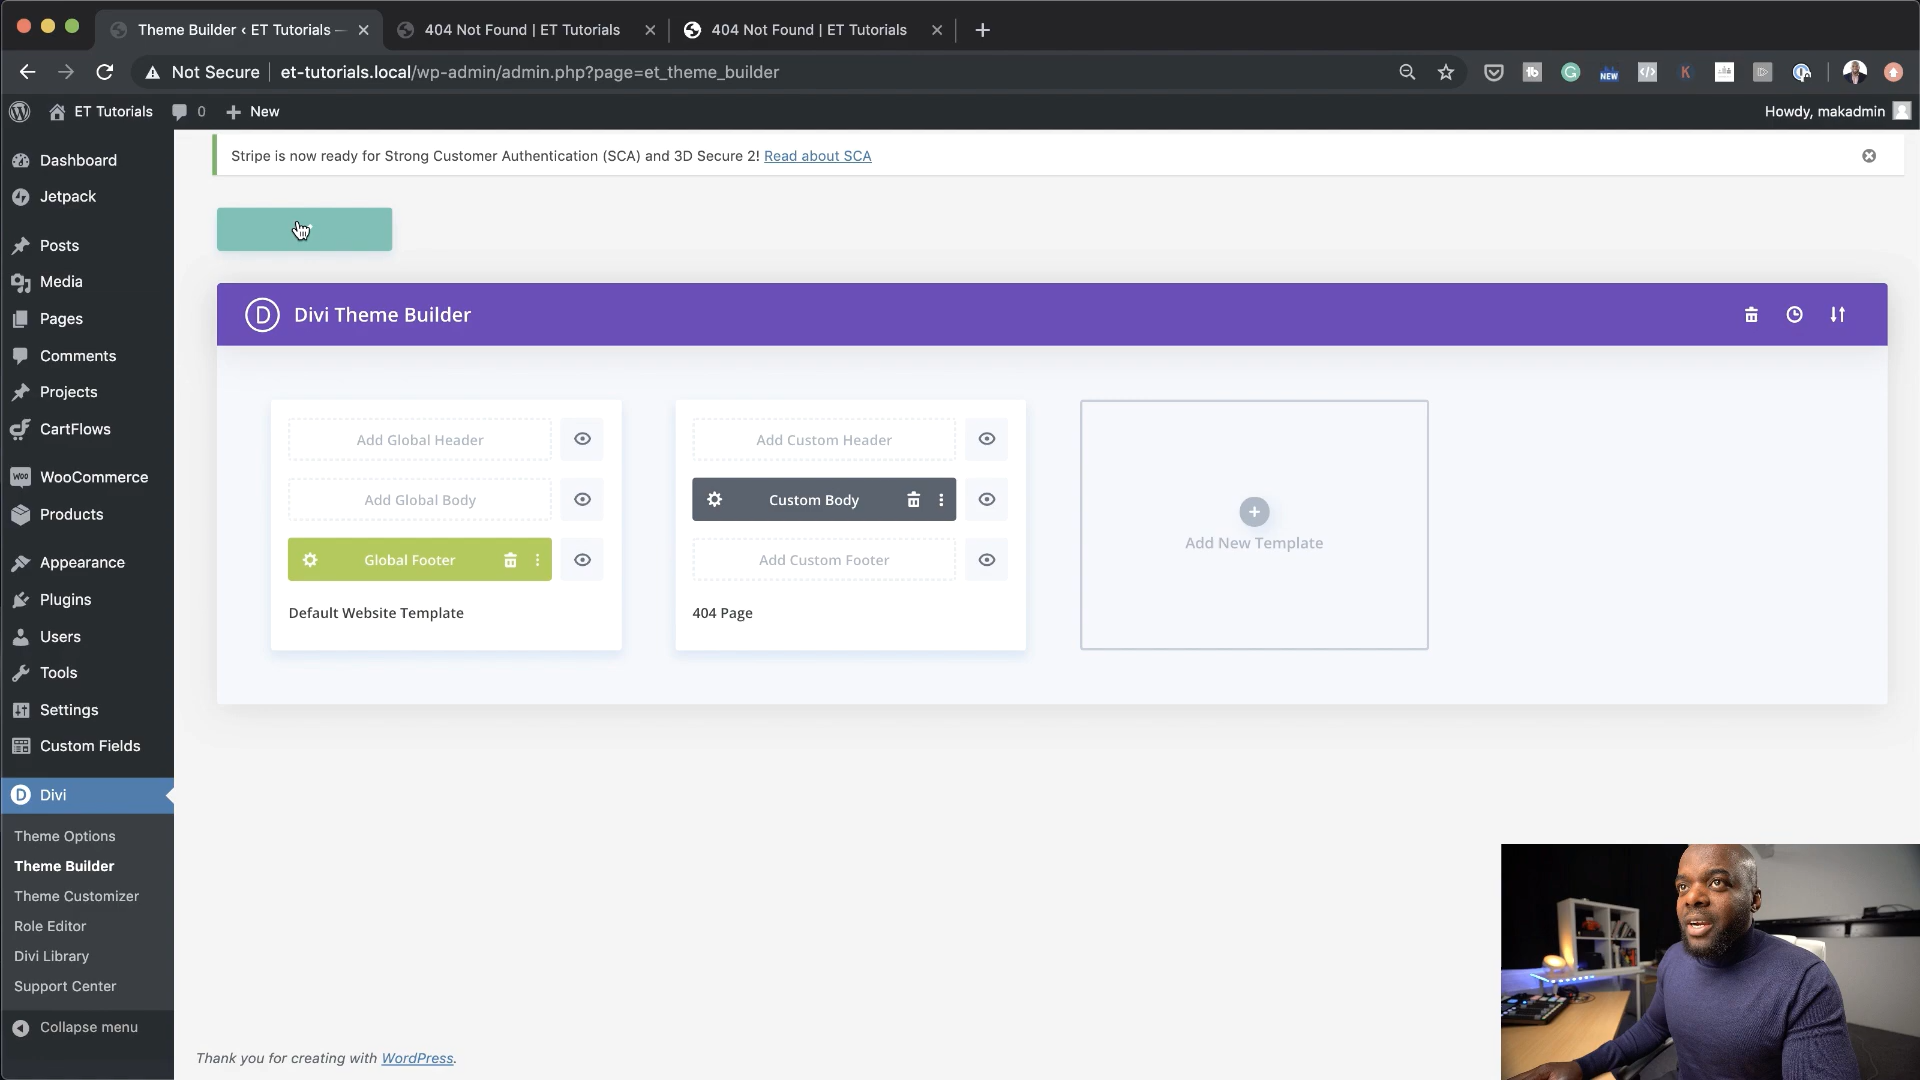 Theme Builder ‹ ET Tutorials —
404 Not Found | ET Tutorials
404 Not Found | ET Tutorials
Not Secure
et-tutorials.local/wp-admin/admin.php?page=et_theme_builder
NEW
ET Tutorials
0
New
Howdy, makadmin
Dashboard
Jetpack
Posts
Media
Pages
Comments
Projects
CartFlows
WooCommerce
Products
Appearance
Plugins
Users
Tools
Settings
Custom Fields
Divi
Theme Options
Theme Builder
Theme Customizer
Role Editor
Divi Library
Support Center
Collapse menu
Stripe is now ready for Strong Customer Authentication (SCA) and 3D Secure 2! Read about SCA
D Divi Theme Builder
Add Global Header
Add Global Body
Global Footer
Default Website Template
Add Custom Header
Custom Body
Add Custom Footer
404 Page
Add New Template
Thank you for creating with WordPress.